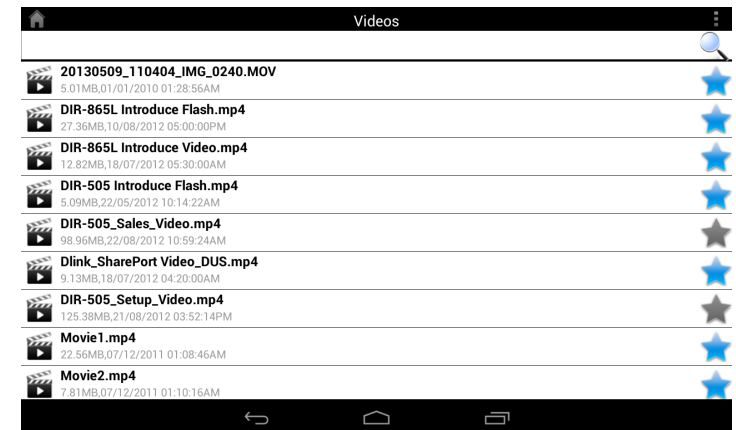 Videos
20130509_110404_IMG_0240.MOV
5.01MB,01/01/2010 01:28:56AM
DIR-865L Introduce Flash.mp4
27.36MB,10/08/2012 05:00:00PM
DIR-865L Introduce Video.mp4
12.82MB,18/07/2012 05:30:00AM
DIR-505 Introduce Flash.mp4
5.09MB,22/05/2012 10:14:22AM
DIR-505_Sales_Video.mp4
98.96MB,22/08/2012 10:59:24AM
Dlink_SharePort Video_DUS.mp4
9.13MB,18/07/2012 04:20:00AM
DIR-505_Setup_Video.mp4
125.38MB,21/08/2012 03:52:14PM
Movie1.mp4
22.56MB,07/12/2011 01:08:46AM
Movie2.mp4
7.81MB,07/12/2011 01:10:16AM